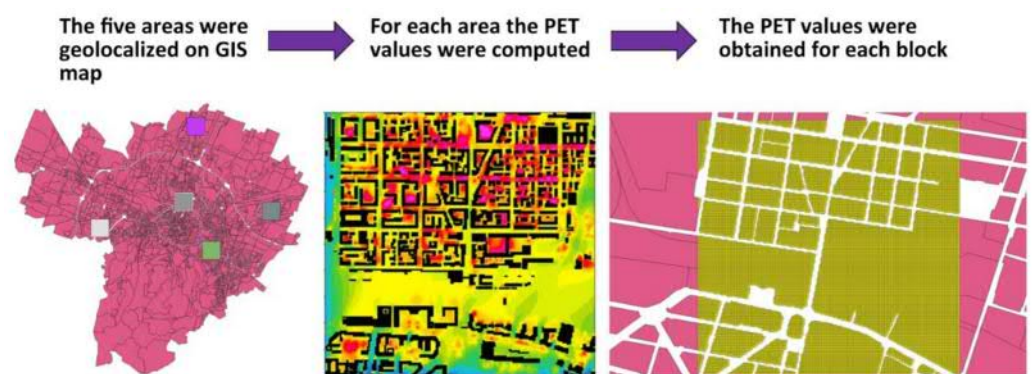 The five areas were
geolocalized on GIS
map
For each area the PET
values were computed
The PET values were
obtained for each block